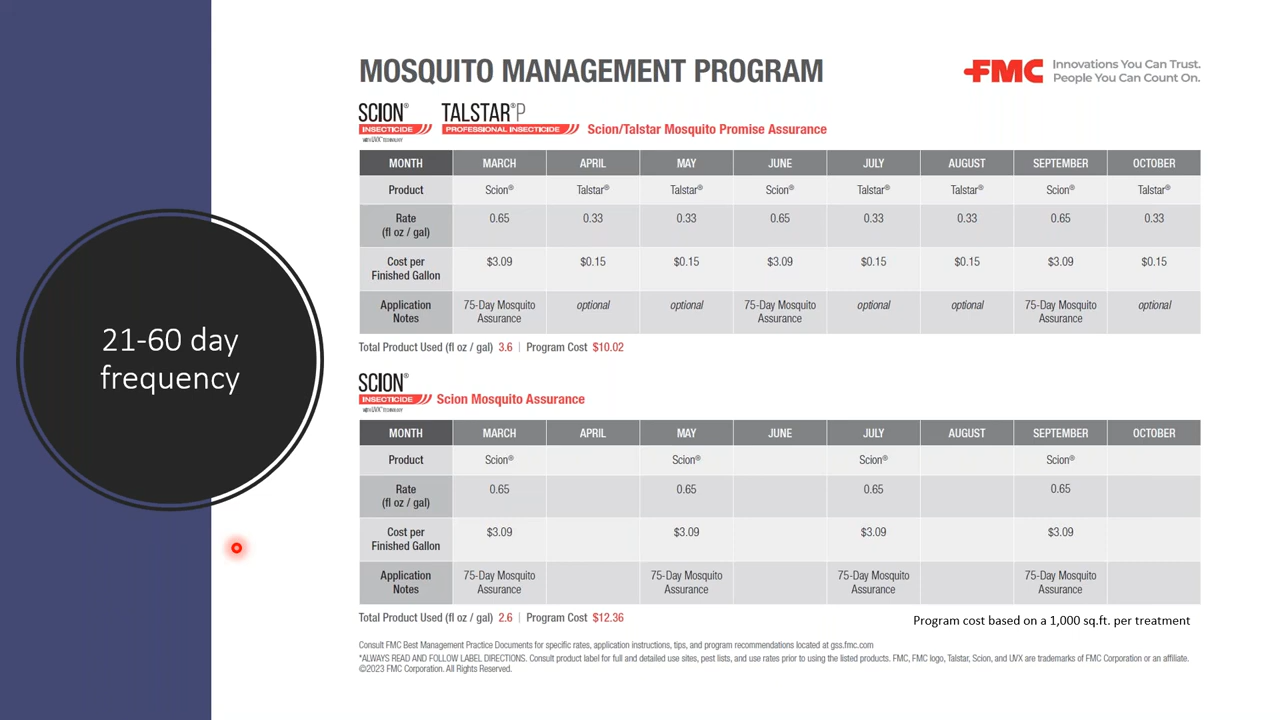 MOSQUITO MANAGEMENT PROGRAM
FMC Innovations You Can Trust.
People You Can Count On.
SCION® TALSTAR®P
INSECTICIDE PROFESSIONAL INSECTICIDE Scion/Talstar Mosquito Promise Assurance
WITH UVX™ TECHNOLOGY
MONTH MARCH APRIL MAY JUNE JULY AUGUST SEPTEMBER OCTOBER
Product Scion® Talstar® Talstar® Scion® Talstar® Talstar® Scion® Talstar®
Rate 0.65 0.33 0.33 0.65 0.33 0.33 0.65 0.33
(fl oz / gal)
Cost per $3.09 $0.15 $0.15 $3.09 $0.15 $0.15 $3.09 $0.15
Finished Gallon
Application 75-Day Mosquito optional optional 75-Day Mosquito optional optional 75-Day Mosquito optional
Notes Assurance Assurance Assurance
Total Product Used (fl oz / gal) 3.6 | Program Cost $10.02
21-60 day
frequency
SCION®
INSECTICIDE Scion Mosquito Assurance
WITH UVX™ TECHNOLOGY
MONTH MARCH APRIL MAY JUNE JULY AUGUST SEPTEMBER OCTOBER
Product Scion® Scion® Scion® Scion®
Rate 0.65 0.65 0.65 0.65
(fl oz / gal)
Cost per $3.09 $3.09 $3.09 $3.09
Finished Gallon
Application 75-Day Mosquito 75-Day Mosquito 75-Day Mosquito 75-Day Mosquito
Notes Assurance Assurance Assurance Assurance
Total Product Used (fl oz / gal) 2.6 | Program Cost $12.36
Program cost based on a 1,000 sq.ft. per treatment
Consult FMC Best Management Practice Documents for specific rates, application instructions, tips, and program recommendations located at gss.fmc.com
*ALWAYS READ AND FOLLOW LABEL DIRECTIONS. Consult product label for full and detailed use sites, pest lists, and use rates prior to using the listed products. FMC, FMC logo, Talstar, Scion, and UVX are trademarks of FMC Corporation or an affiliate.
©2023 FMC Corporation. All Rights Reserved.